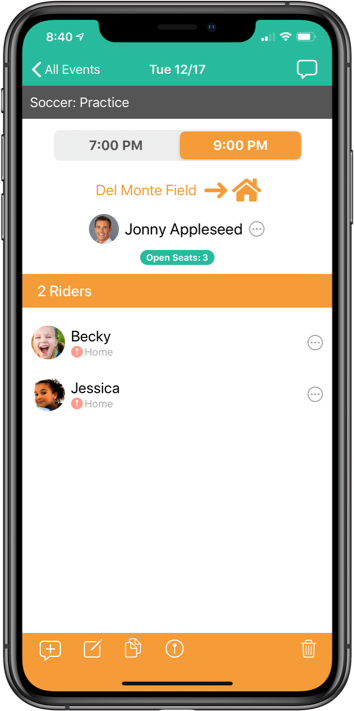 8:40
All Events
Tue 12/17
Soccer: Practice
7:00 PM
9:00 PM
Del Monte Field
Jonny Appleseed
Open Seats: 3
2 Riders
Becky
Home
Jessica
Home